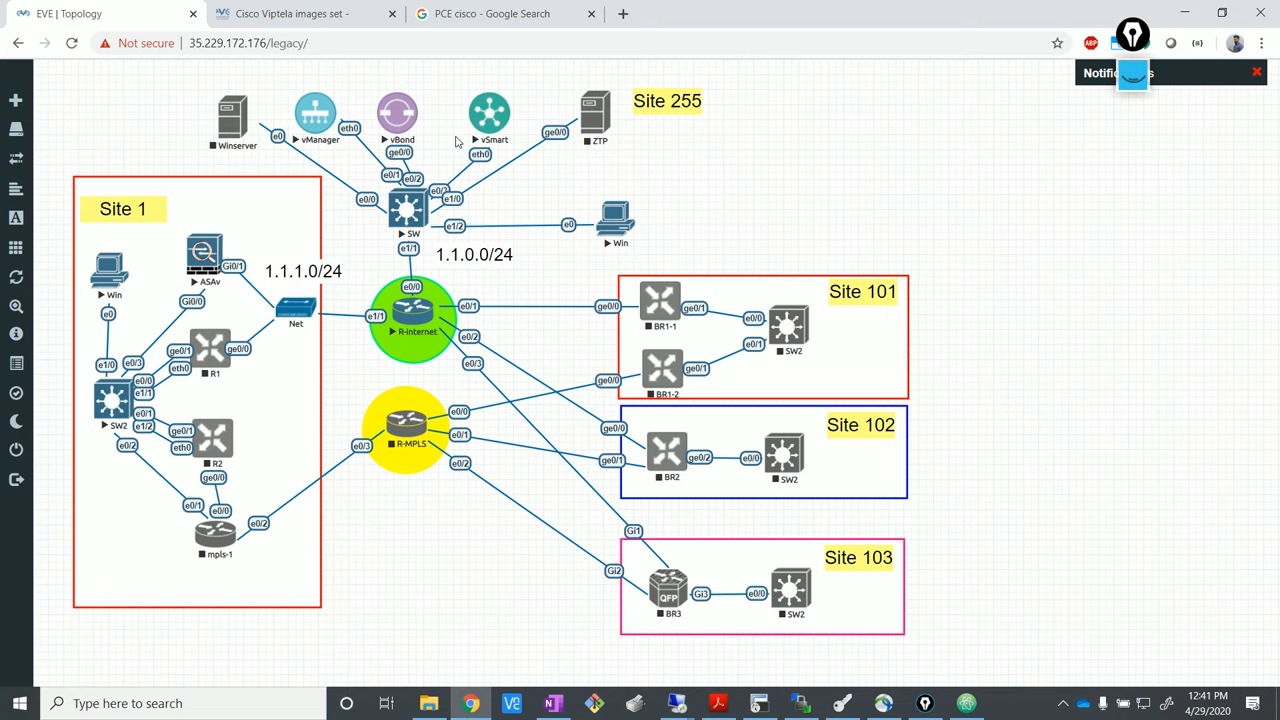 EVE | Topology
Cisco Viptela images set -
PCE cisco - Google Search
Not secure
35.229.172.176/legacy/
ABP
Site 255
Winserver
vManager
vBond
vSmart
ZTP
e0
eth0
ge0/0
eth0
ge0/0
e0/0
e0/1
e0/2
e0/3
e1/0
SW
e1/2
e0
Win
e1/1
1.1.0.0/24
Site 1
Win
e0
ASAv
Gi0/1
Gi0/0
1.1.1.0/24
Net
e1/1
e0/0
R-internet
e0/1
e0/2
e0/3
R1
ge0/1
eth0
ge0/0
e1/0
e0/3
e0/0
e1/1
e0/1
e1/2
e0/2
SW2
ge0/1
eth0
R2
ge0/0
e0/1
e0/0
e0/2
mpls-1
e0/3
R-MPLS
e0/0
e0/1
e0/2
Site 101
ge0/0
BR1-1
ge0/1
e0/0
SW2
ge0/0
BR1-2
ge0/1
e0/1
Site 102
ge0/0
ge0/1
BR2
ge0/2
e0/0
SW2
Site 103
Gi1
Gi2
QFP
BR3
Gi3
e0/0
SW2
Type here to search
12:41 PM
4/29/2020